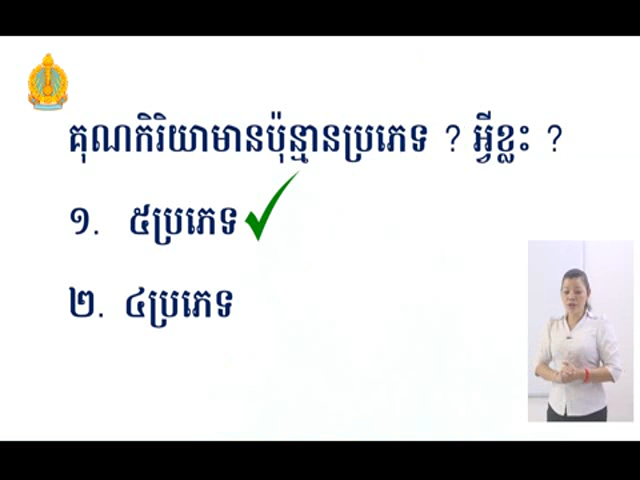 គុណកិរិយាមានប៉ុន្មានប្រភេទ ? អ្វីខ្លះ ?
១. ៥ប្រភេទ
២. ៤ប្រភេទ